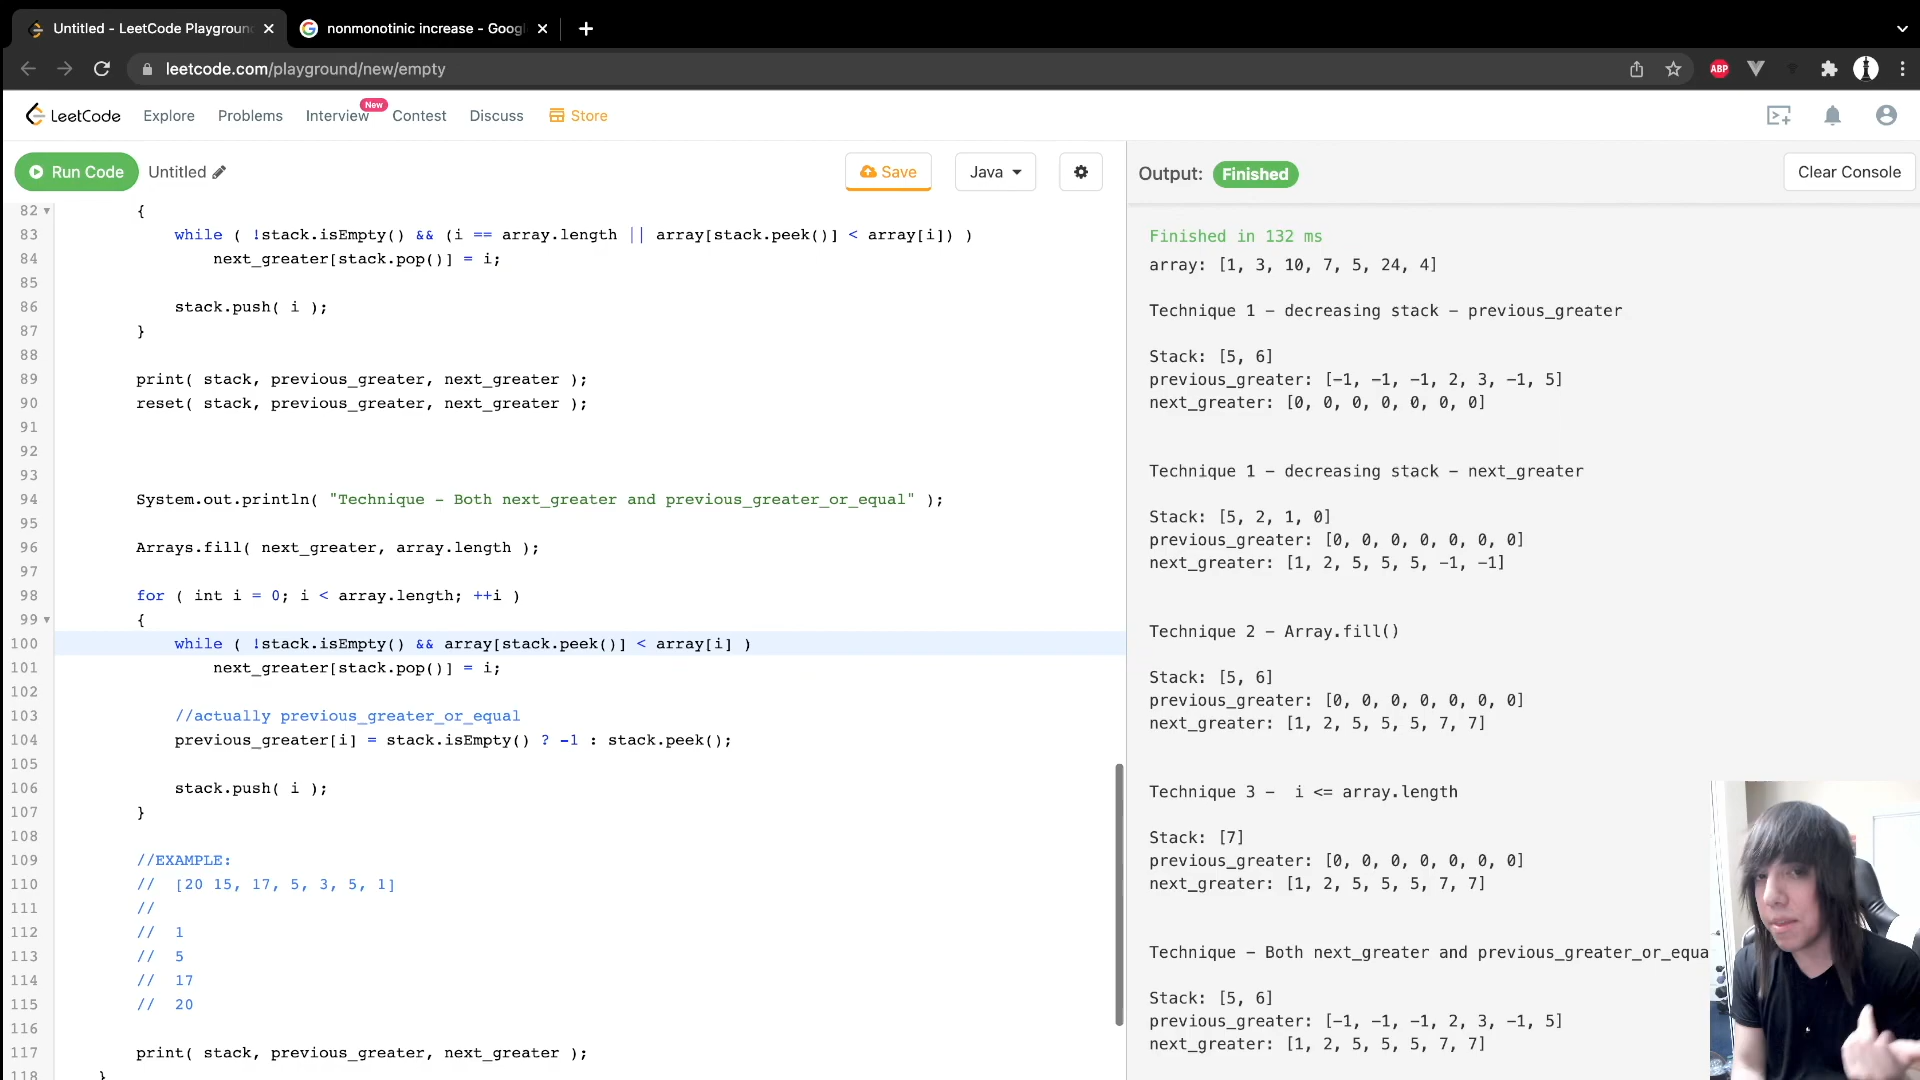 Untitled - LeetCode Playground
nonmonotinic increase - Googl
leetcode.com/playground/new/empty
ABP
LeetCode
Explore
Problems
Interview
New
Contest
Discuss
Store
Run Code
Untitled
Save
Java
Output:
Finished
Clear Console
82 {
83 while ( !stack.isEmpty() && (i == array.length || array[stack.peek()] < array[i]) )
84 next_greater[stack.pop()] = i;
85
86 stack.push( i );
87 }
88
89 print( stack, previous_greater, next_greater );
90 reset( stack, previous_greater, next_greater );
91
92
93
94 System.out.println( "Technique - Both next_greater and previous_greater_or_equal" );
95
96 Arrays.fill( next_greater, array.length );
97
98 for ( int i = 0; i < array.length; ++i )
99 {
100 while ( !stack.isEmpty() && array[stack.peek()] < array[i] )
101 next_greater[stack.pop()] = i;
102
103 //actually previous_greater_or_equal
104 previous_greater[i] = stack.isEmpty() ? -1 : stack.peek();
105
106 stack.push( i );
107 }
108
109 //EXAMPLE:
110 // [20 15, 17, 5, 3, 5, 1]
111 //
112 // 1
113 // 5
114 // 17
115 // 20
116
117 print( stack, previous_greater, next_greater );
118 }
Finished in 132 ms
array: [1, 3, 10, 7, 5, 24, 4]
Technique 1 - decreasing stack - previous_greater
Stack: [5, 6]
previous_greater: [-1, -1, -1, 2, 3, -1, 5]
next_greater: [0, 0, 0, 0, 0, 0, 0]
Technique 1 - decreasing stack - next_greater
Stack: [5, 2, 1, 0]
previous_greater: [0, 0, 0, 0, 0, 0, 0]
next_greater: [1, 2, 5, 5, 5, -1, -1]
Technique 2 - Array.fill()
Stack: [5, 6]
previous_greater: [0, 0, 0, 0, 0, 0, 0]
next_greater: [1, 2, 5, 5, 5, 7, 7]
Technique 3 - i <= array.length
Stack: [7]
previous_greater: [0, 0, 0, 0, 0, 0, 0]
next_greater: [1, 2, 5, 5, 5, 7, 7]
Technique - Both next_greater and previous_greater_or_equa
Stack: [5, 6]
previous_greater: [-1, -1, -1, 2, 3, -1, 5]
next_greater: [1, 2, 5, 5, 5, 7, 7]